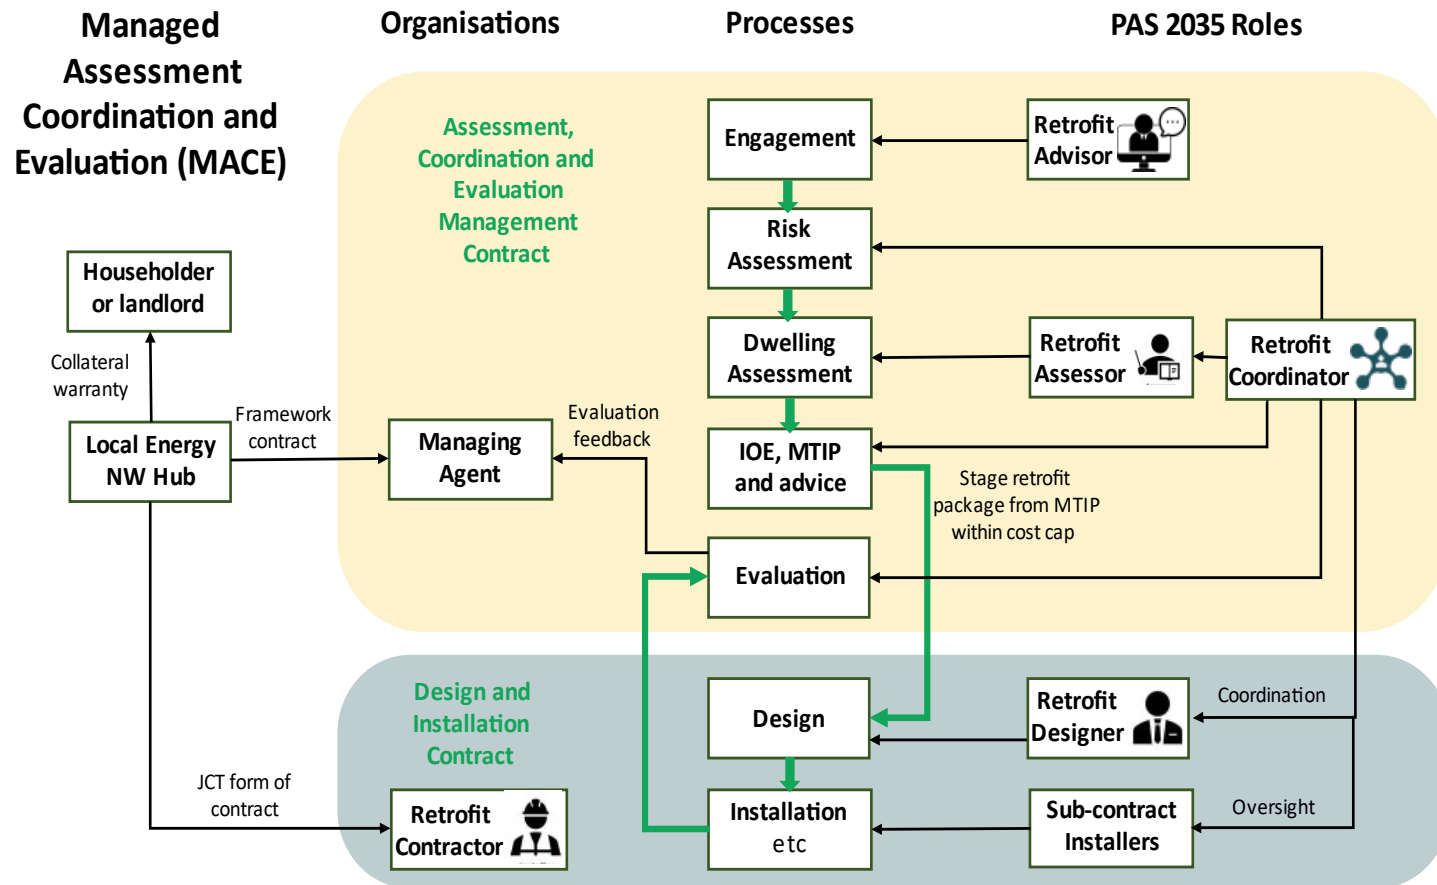 Managed
Assessment
Coordination and
Evaluation (MACE)
Organisations
Processes
PAS 2035 Roles
Assessment,
Coordination and
Evaluation
Management
Contract
Engagement
Retrofit
Advisor
Risk
Assessment
Householder
or landlord
Dwelling
Assessment
Retrofit
Assessor
Retrofit
Coordinator
Collateral
warranty
Framework
contract
Evaluation
feedback
Local Energy
NW Hub
Managing
Agent
IOE, MTIP
and advice
Stage retrofit
package from MTIP
within cost cap
Evaluation
Design and
Installation
Contract
Design
Retrofit
Designer
Coordination
JCT form of
contract
Retrofit
Contractor
Installation
etc
Sub-contract
Installers
Oversight